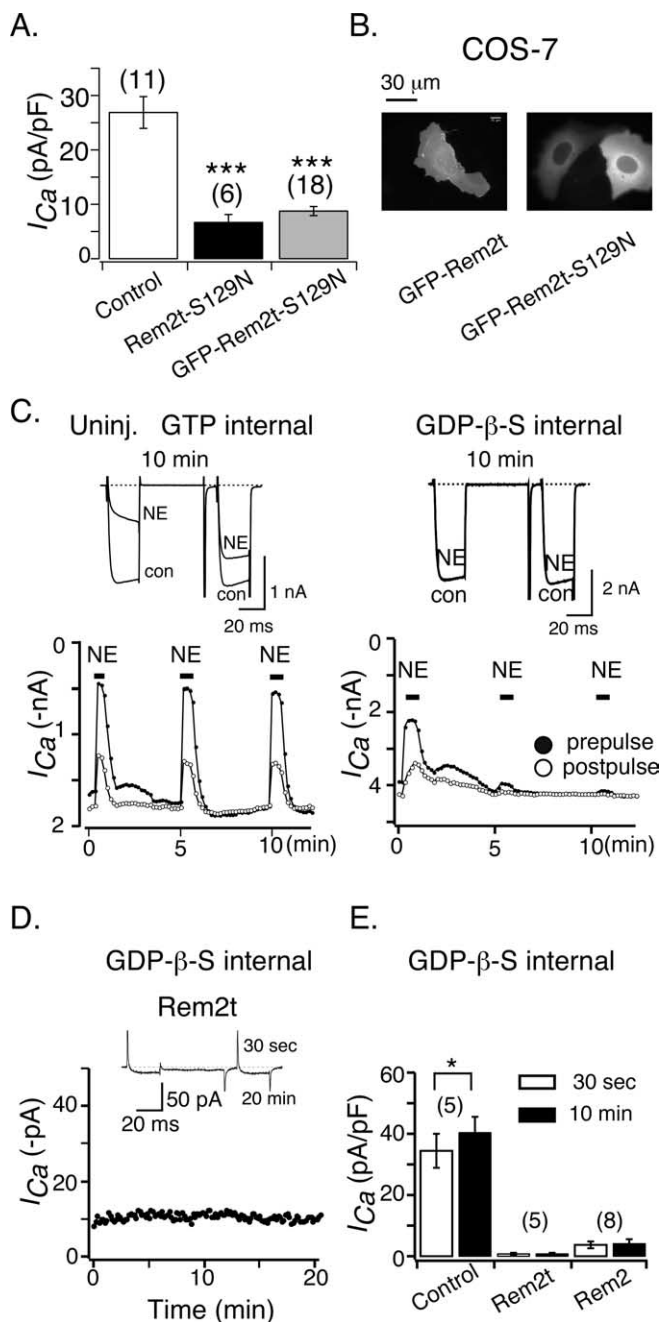 A.
(11)
***
(6)
***
(18)
30
20
10
0
ICa (pA/pF)
Control
Rem2t-S129N
GFP-Rem2t-S129N
B.
COS-7
30 μm
GFP-Rem2t
GFP-Rem2t-S129N
C.
Uninj. GTP internal
10 min
NE
con
NE
con
1 nA
20 ms
0
1
2
ICa (-nA)
NE NE NE
0 5 10 (min)
GDP-β-S internal
10 min
NE
con
NE
con
2 nA
20 ms
0
2
4
ICa (-nA)
NE NE NE
prepulse
postpulse
0 5 10 (min)
D.
GDP-β-S internal
Rem2t
30 sec
50 pA
20 min
20 ms
40
20
0
ICa (-pA)
0 10 20
Time (min)
E.
GDP-β-S internal
*
(5)
(5)
(8)
30 sec
10 min
60
40
20
0
ICa (pA/pF)
Control
Rem2t
Rem2